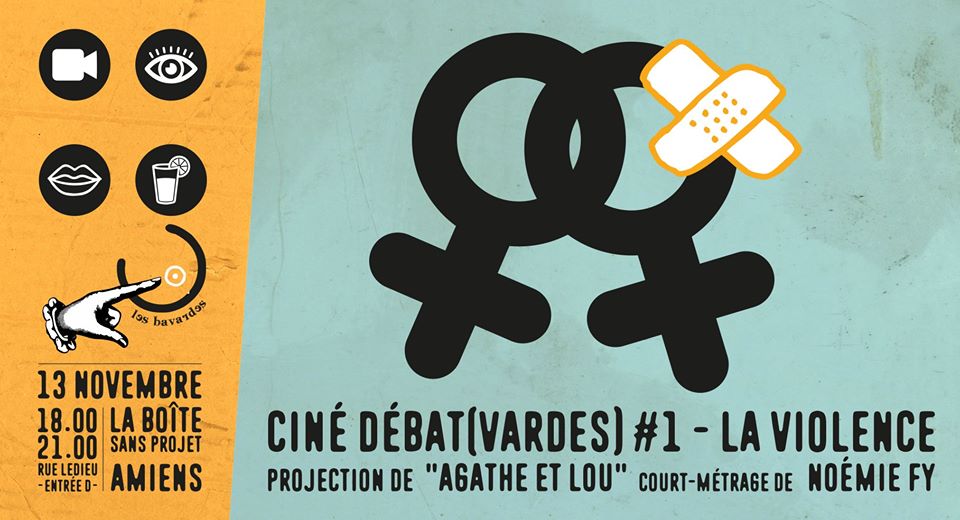 les bavardes
13 NOVEMBRE
18.00
21.00
RUE LEDIEU
- ENTRÉE D -
LA BOÎTE
SANS PROJET
AMIENS
CINÉ DÉBAT(VARDES) #1 - LA VIOLENCE
PROJECTION DE "AGATHE ET LOU" COURT-MÉTRAGE DE NOÉMIE FY